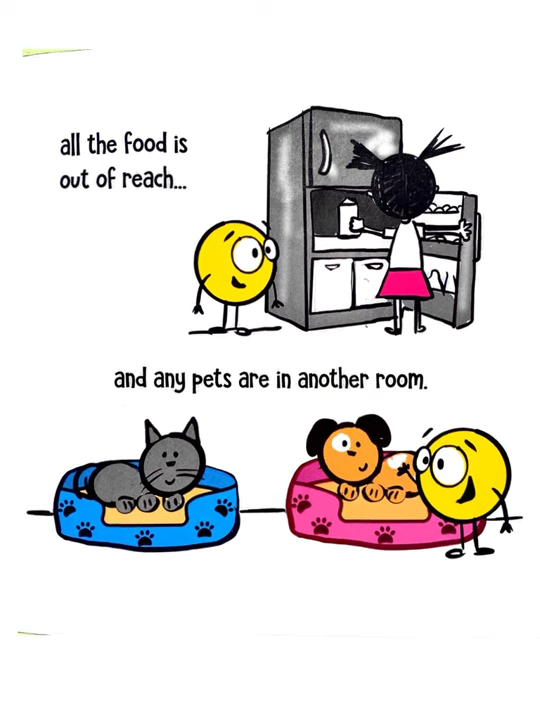 all the food is
out of reach...
and any pets are in another room.